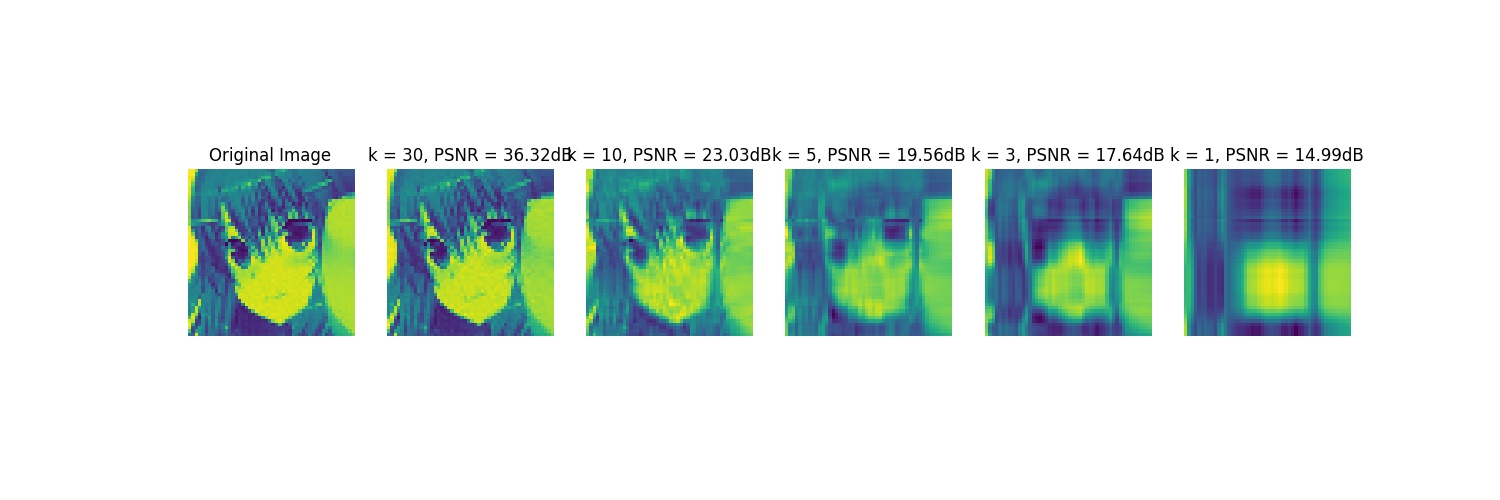 Original Image
k = 30, PSNR = 36.32dB
k = 10, PSNR = 23.03dB
k = 5, PSNR = 19.56dB
k = 3, PSNR = 17.64dB
k = 1, PSNR = 14.99dB